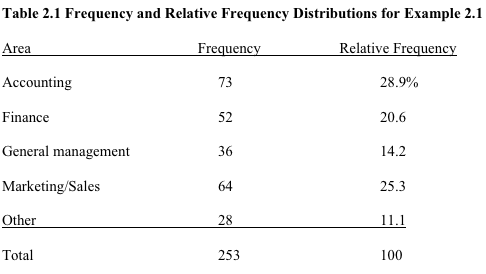 Table 2.1 Frequency and Relative Frequency Distributions for Example 2.1
Area Frequency Relative Frequency
Accounting 73 28.9%
Finance 52 20.6
General management 36 14.2
Marketing/Sales 64 25.3
Other 28 11.1
Total 253 100